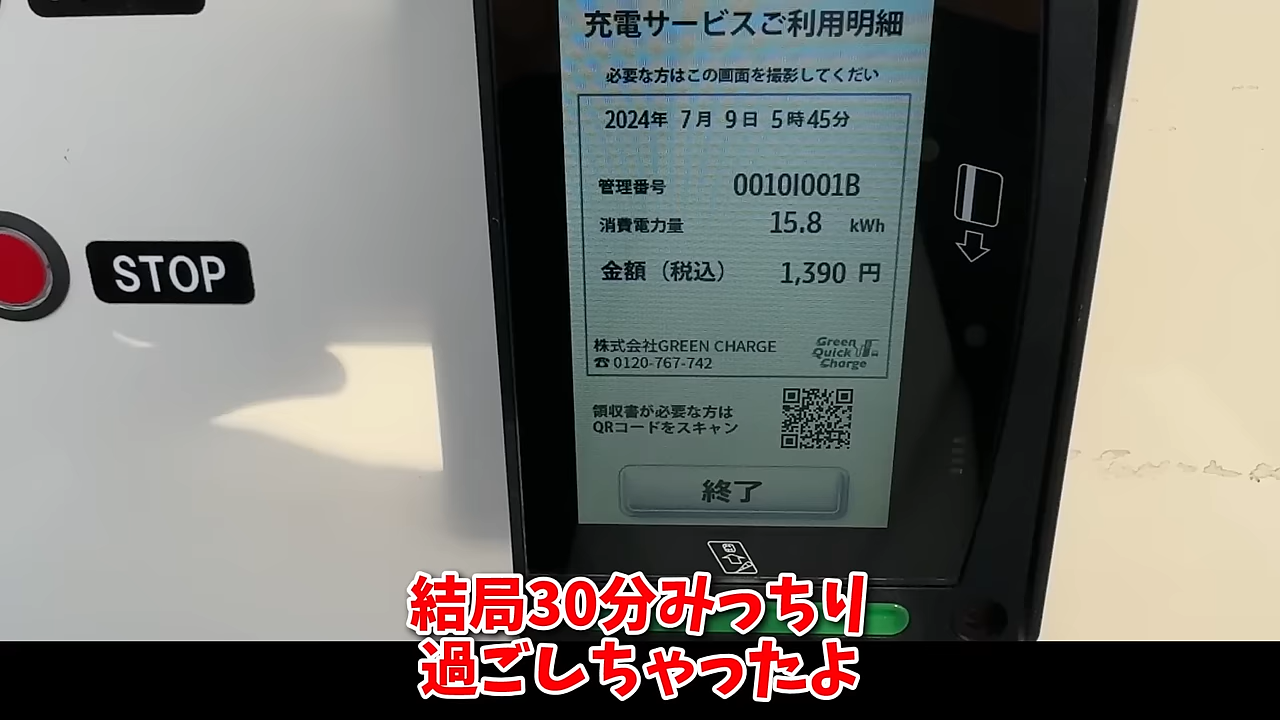 充電サービスご利用明細
必要な方はこの画面を撮影してくだい
2024年 7月 9日 5時45分
管理番号 0010I001B
消費電力量 15.8 kWh
金額（税込） 1,390 円
株式会社GREEN CHARGE
☎ 0120-767-742
Green
Quick
Charge
領収書が必要な方は
QRコードをスキャン
終了
STOP
結局30分みっちり
過ごしちゃったよ